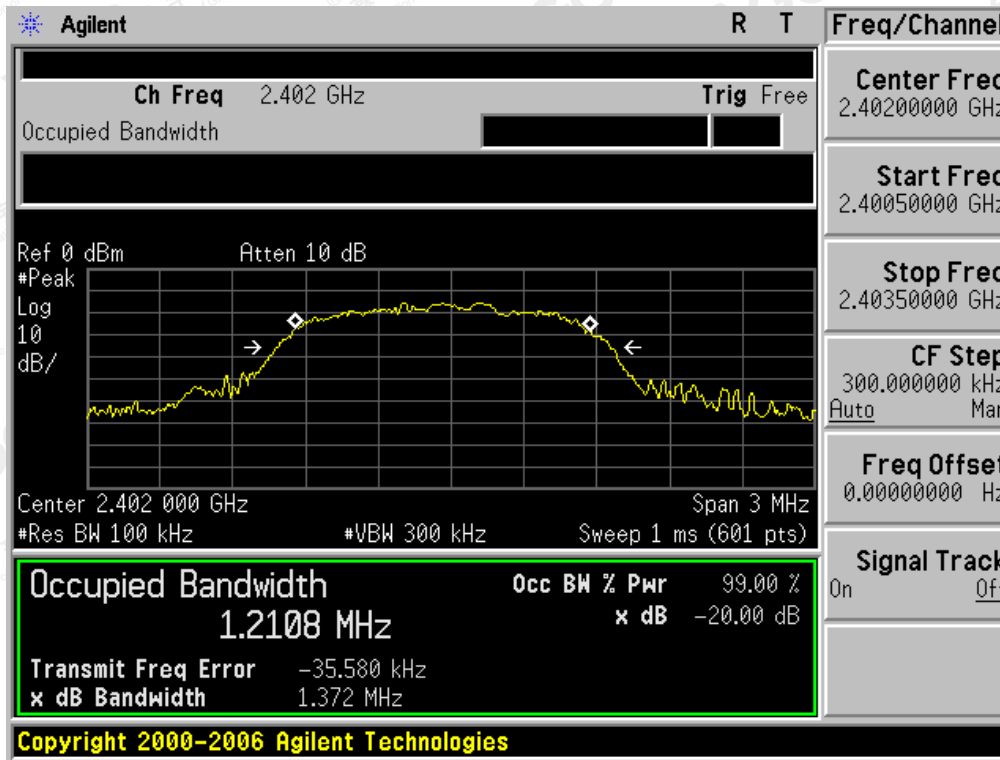 Agilent R T
Freq/Channel
Ch Freq 2.402 GHz Trig Free
Occupied Bandwidth
Center Freq
2.40200000 GHz
Start Freq
2.40050000 GHz
Stop Freq
2.40350000 GHz
CF Step
300.000000 kHz
Auto Man
Freq Offset
0.00000000 Hz
Signal Track
On Off
Ref 0 dBm Atten 10 dB
#Peak
Log
10
dB/
Center 2.402 000 GHz Span 3 MHz
#Res BW 100 kHz #VBW 300 kHz Sweep 1 ms (601 pts)
Occupied Bandwidth
1.2108 MHz
Occ BW % Pwr 99.00 %
x dB -20.00 dB
Transmit Freq Error -35.580 kHz
x dB Bandwidth 1.372 MHz
Copyright 2000-2006 Agilent Technologies